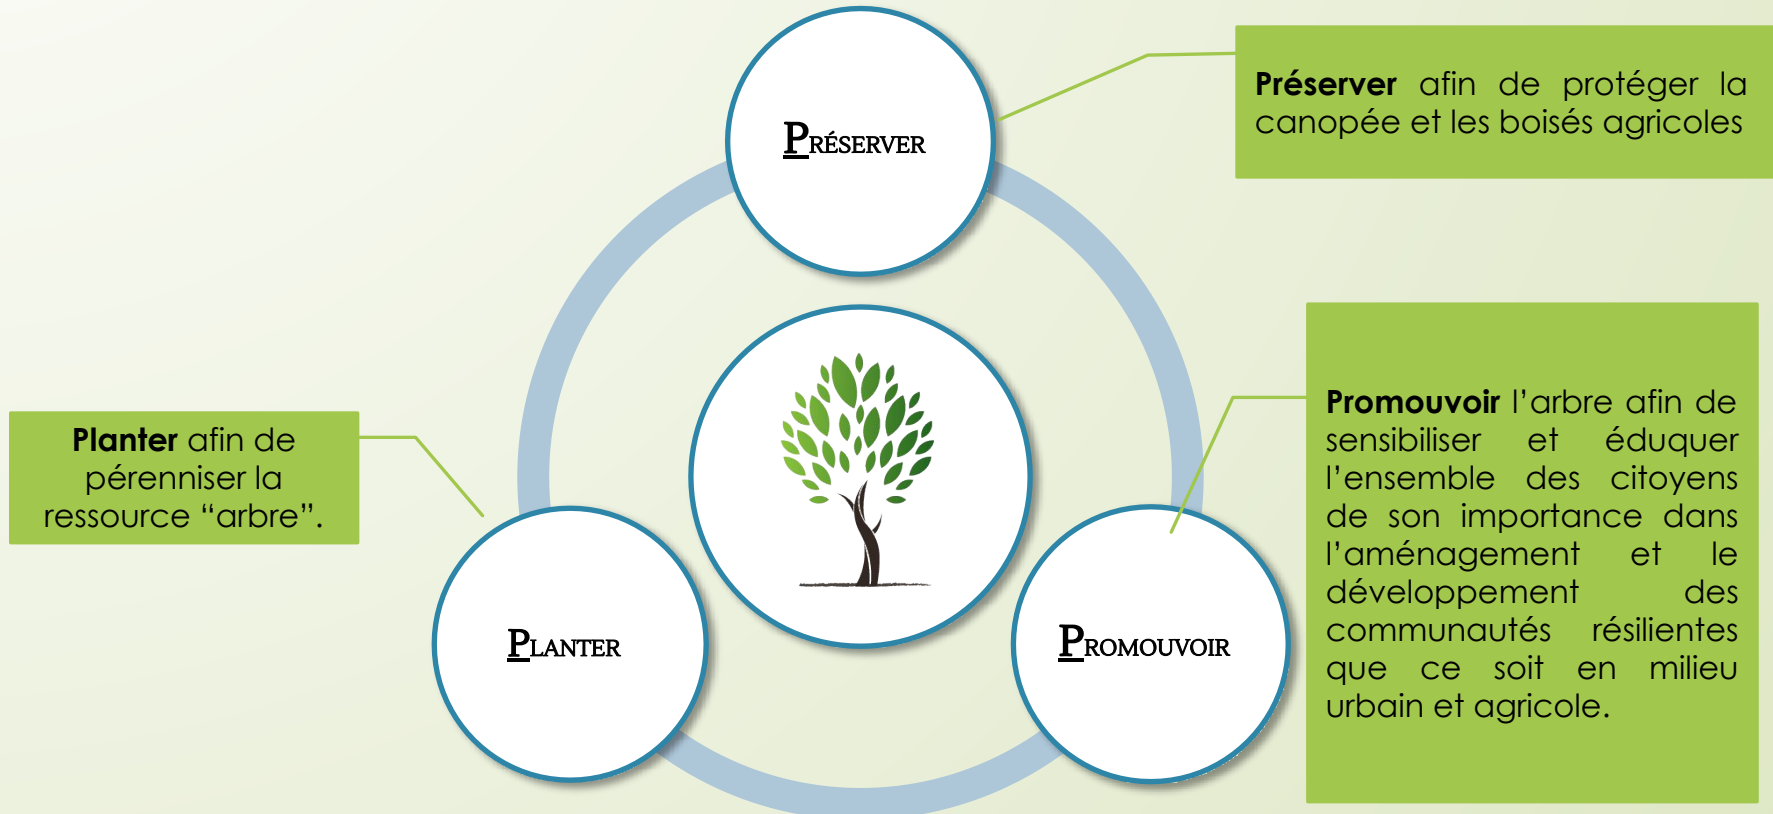 PRÉSERVER
Préserver afin de protéger la
canopée et les boisés agricoles
Planter afin de
pérenniser la
ressource “arbre”.
PLANTER
PROMOUVOIR
Promouvoir l’arbre afin de
sensibiliser et éduquer
l’ensemble des citoyens
de son importance dans
l’aménagement et le
développement des
communautés résilientes
que ce soit en milieu
urbain et agricole.